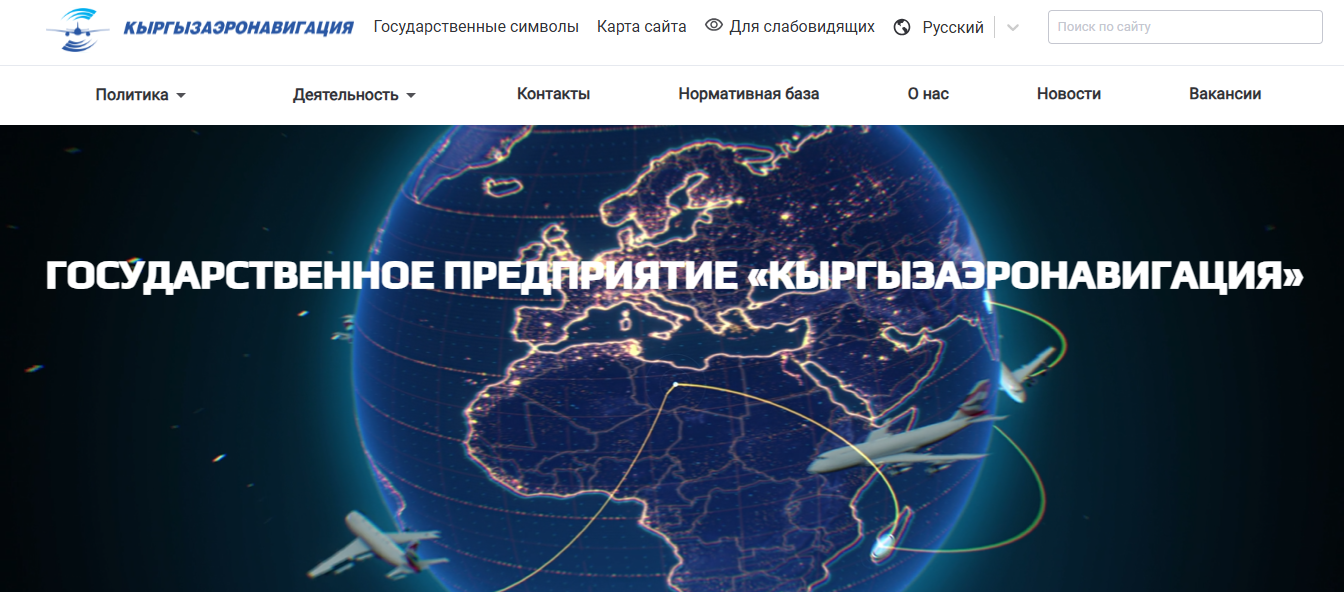 КЫРГЫЗАЭРОНАВИГАЦИЯ Государственные символы Карта сайта Для слабовидящих Русский Поиск по сайту
Политика Деятельность Контакты Нормативная база О нас Новости Вакансии
ГОСУДАРСТВЕННОЕ ПРЕДПРИЯТИЕ «КЫРГЫЗАЭРОНАВИГАЦИЯ»